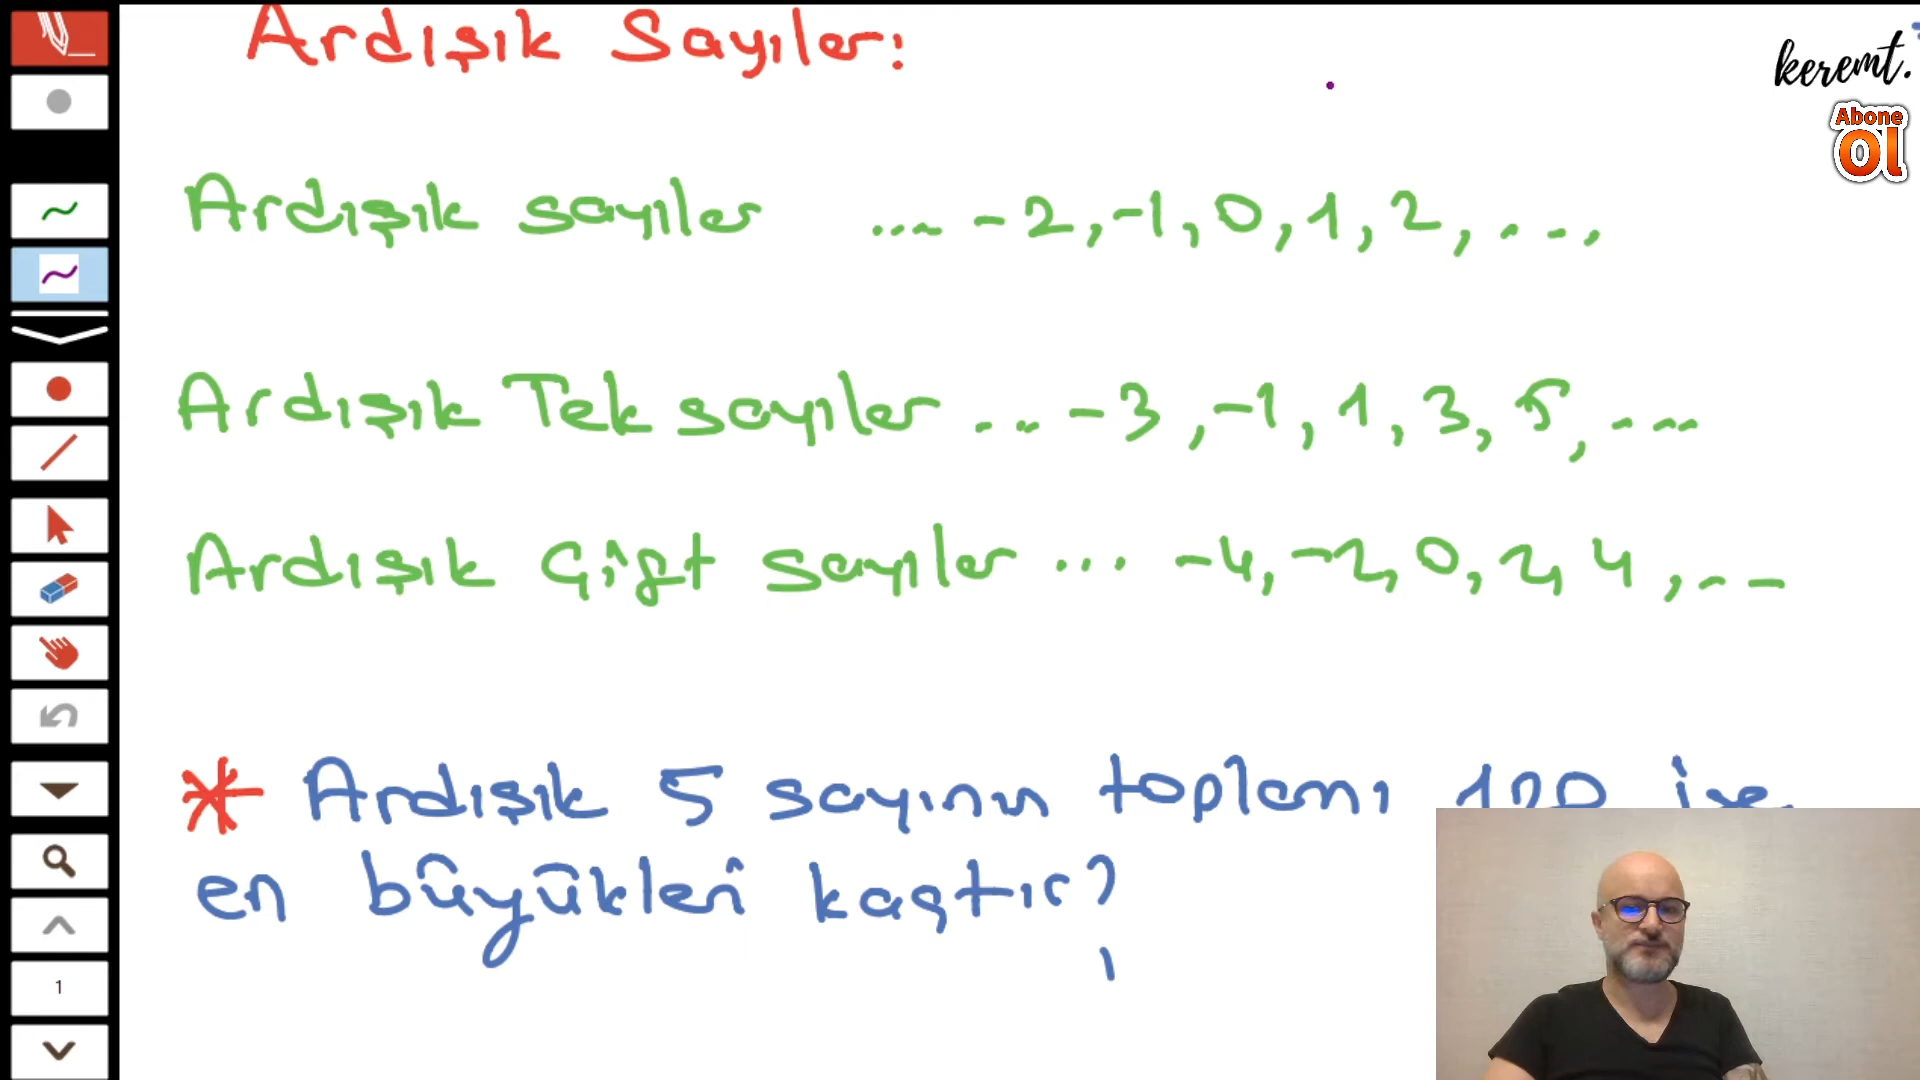 Ardışık Sayılar:
keremt.
Abone
Ol
Ardışık sayılar .... -2, -1, 0, 1, 2, ....
Ardışık Tek sayılar ... -3, -1, 1, 3, 5, ....
Ardışık Çift sayılar ... -4, -2, 0, 2, 4, ...
* Ardışık 5 sayının toplamı ise
en büyükleri kaçtır?
1